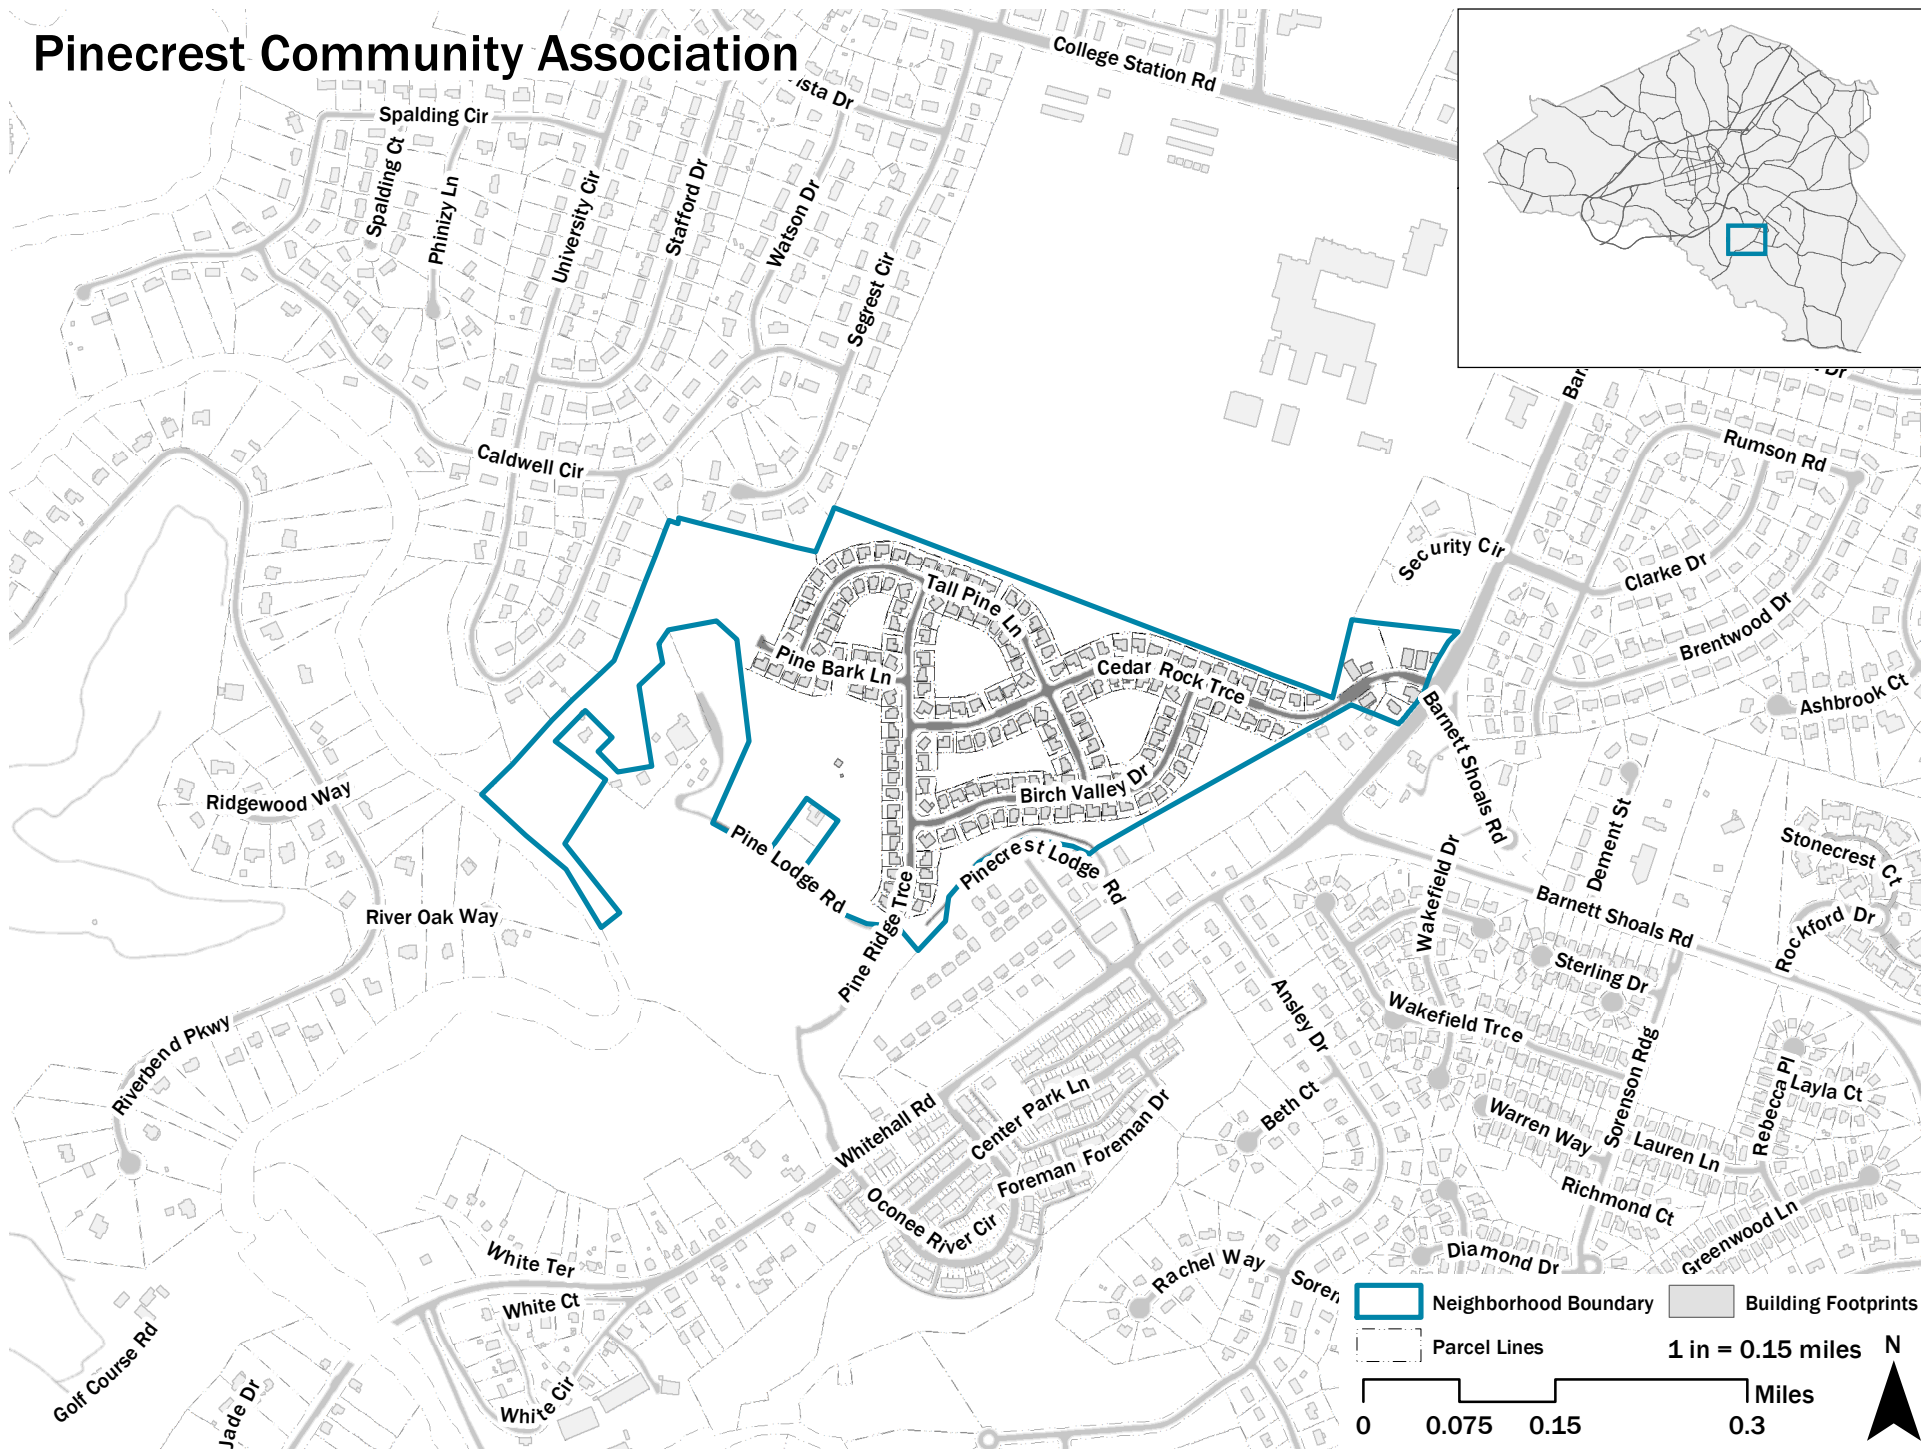 Pinecrest Community Association
College Station Rd
ista Dr
Spalding Cir
Spalding Ct
Phinizy Ln
University Cir
Stafford Dr
Watson Dr
Segrest Cir
Caldwell Cir
Dr
Rumson Rd
Security Cir
Clarke Dr
Brentwood Dr
Ashbrook Ct
Tall Pine Ln
Pine Bark Ln
Cedar Rock Trce
Birch Valley Dr
Barnett Shoals Rd
Ridgewood Way
River Oak Way
Riverbend Pkwy
Pine Lodge Rd
Pinecrest Lodge Rd
Pine Ridge Trce
Dement St
Stonecrest Ct
Rockford Dr
Wakefield Dr
Barnett Shoals Rd
Sterling Dr
Wakefield Trce
Ansley Dr
Sorenson Rdg
Rebecca Pl
Layla Ct
Beth Ct
Warren Way
Lauren Ln
Richmond Ct
Greenwood Ln
Diamond Dr
Whitehall Rd
Center Park Ln
Foreman Dr
Foreman
Oconee River Cir
Rachel Way
Soren
White Ter
White Ct
White Cir
Golf Course Rd
Jade Dr
Neighborhood Boundary
Building Footprints
Parcel Lines
1 in = 0.15 miles
N
Miles
0 0.075 0.15 0.3